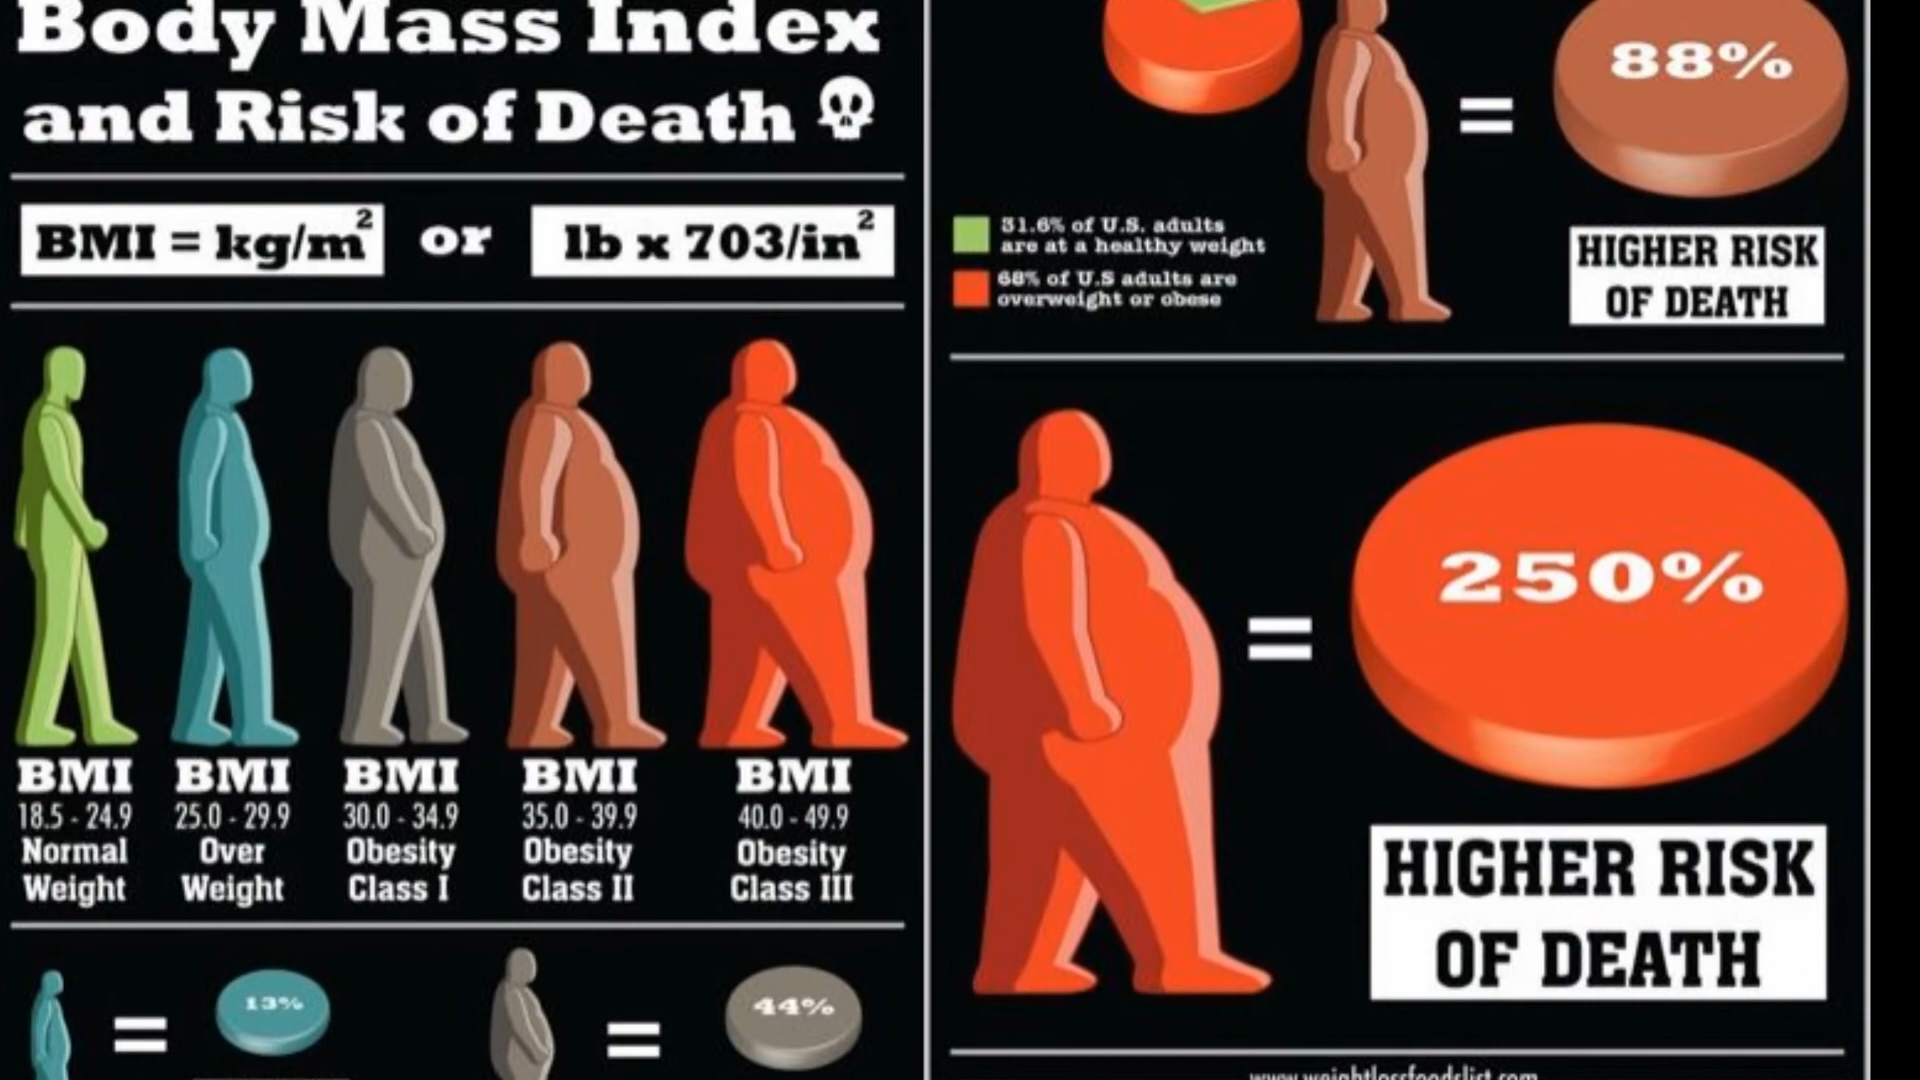 Body Mass Index
and Risk of Death
BMI = kg/m²
or
lb x 703/in²
BMI
18.5 - 24.9
Normal
Weight
BMI
25.0 - 29.9
Over
Weight
BMI
30.0 - 34.9
Obesity
Class I
BMI
35.0 - 39.9
Obesity
Class II
BMI
40.0 - 49.9
Obesity
Class III
=
13%
=
44%
31.6% of U.S. adults
are at a healthy weight
68% of U.S adults are
overweight or obese
=
88%
HIGHER RISK
OF DEATH
=
250%
HIGHER RISK
OF DEATH
www.weightlossfoodslist.com